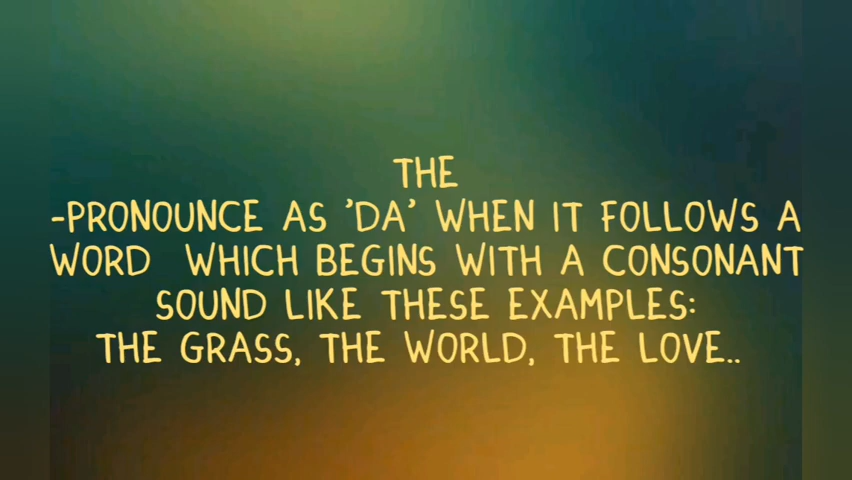 THE
-PRONOUNCE AS 'DA' WHEN IT FOLLOWS A
WORD WHICH BEGINS WITH A CONSONANT
SOUND LIKE THESE EXAMPLES:
THE GRASS, THE WORLD, THE LOVE..